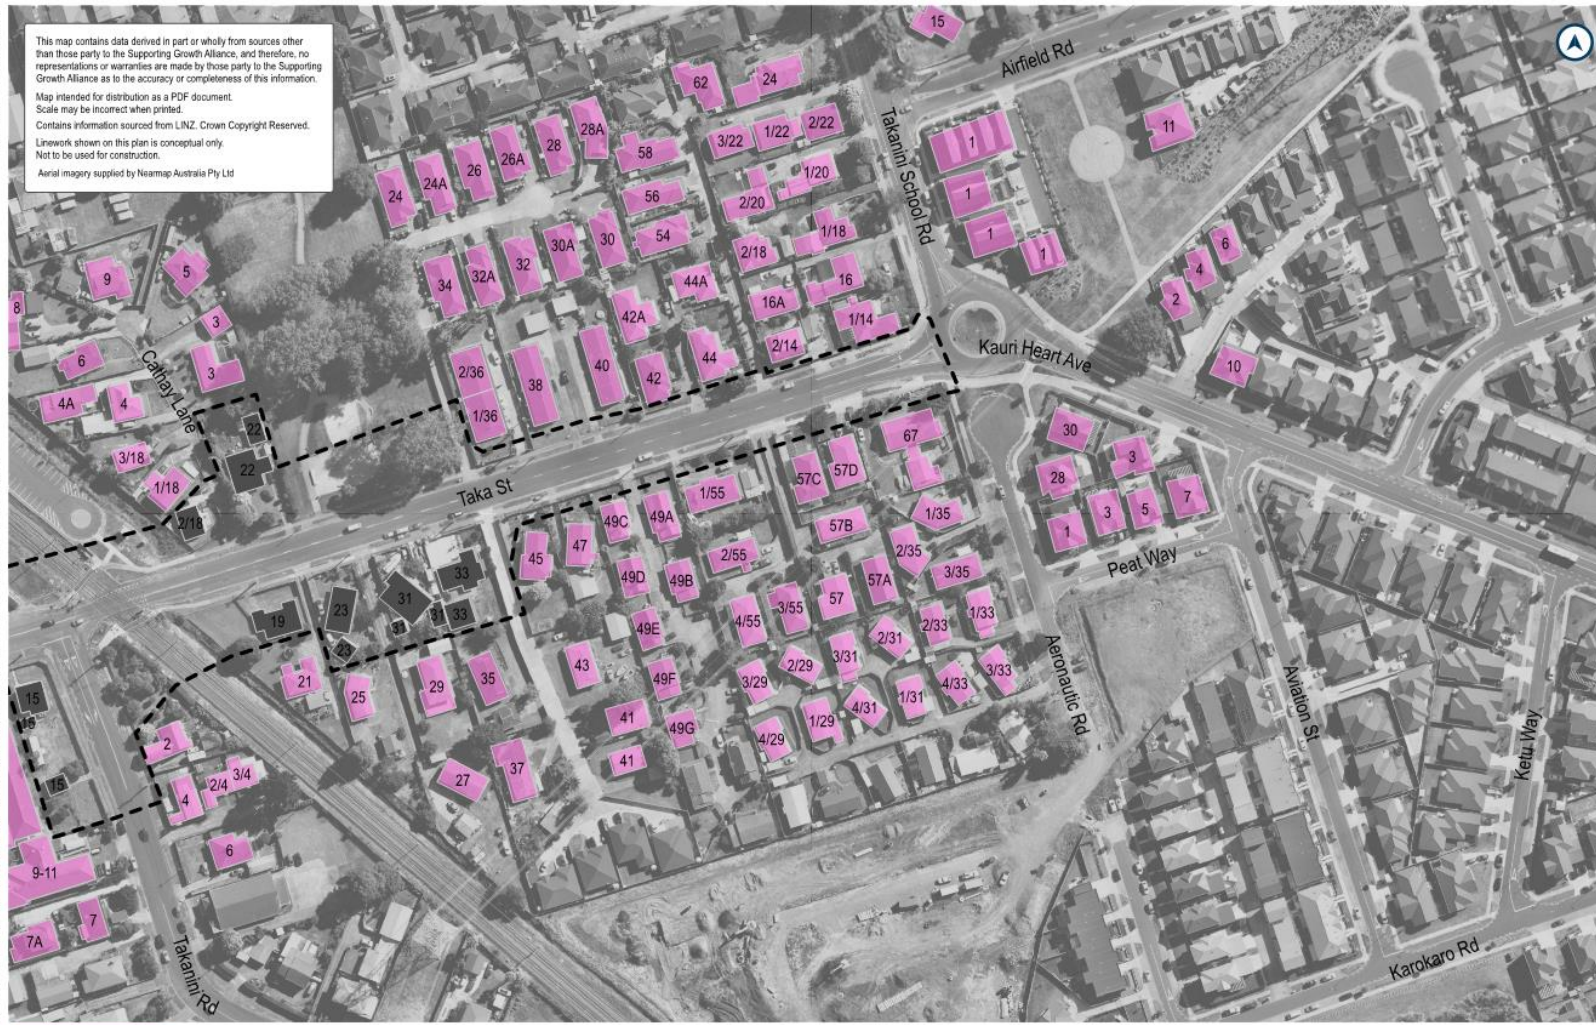 This map contains data derived in part or wholly from sources other
than those party to the Supporting Growth Alliance, and therefore, no
representations or warranties are made by those party to the Supporting
Growth Alliance as to the accuracy or completeness of this information.
Map intended for distribution as a PDF document.
Scale may be incorrect when printed.
Contains information sourced from LINZ. Crown Copyright Reserved.
Linework shown on this plan is conceptual only.
Not to be used for construction.
Aerial imagery supplied by Nearmap Australia Pty Ltd
15
Airfield Rd
62
24
11
Takanini School Rd
28A
28
26A
26
24A
24
58
3/22
1/22
2/22
1
1
1
1
56
2/20
1/20
54
30
30A
32
32A
34
2/18
1/18
44A
16A
16
42A
1/14
2/14
6
4
2
9
5
3
3
8
6
Cathay Lane
4A
4
22
22
3/18
1/18
2/18
2/36
1/36
38
40
42
44
Kauri Heart Ave
10
Taka St
67
57C
57D
30
28
3
1
3
5
7
Peat Way
1/55
49A
49C
47
45
57B
1/35
2/35
3/35
2/55
49B
49D
57A
57
3/55
4/55
49E
1/33
2/33
2/31
3/31
2/29
3/29
49F
43
33
33
31
31
31
23
23
19
21
25
29
35
3/33
4/33
1/31
4/31
1/29
4/29
49G
41
41
37
27
Aeronautic Rd
Aviation St
Ketu Way
Karokaro Rd
15
15
15
2
4
2/4
3/4
6
9-11
7
7A
Takanini Rd